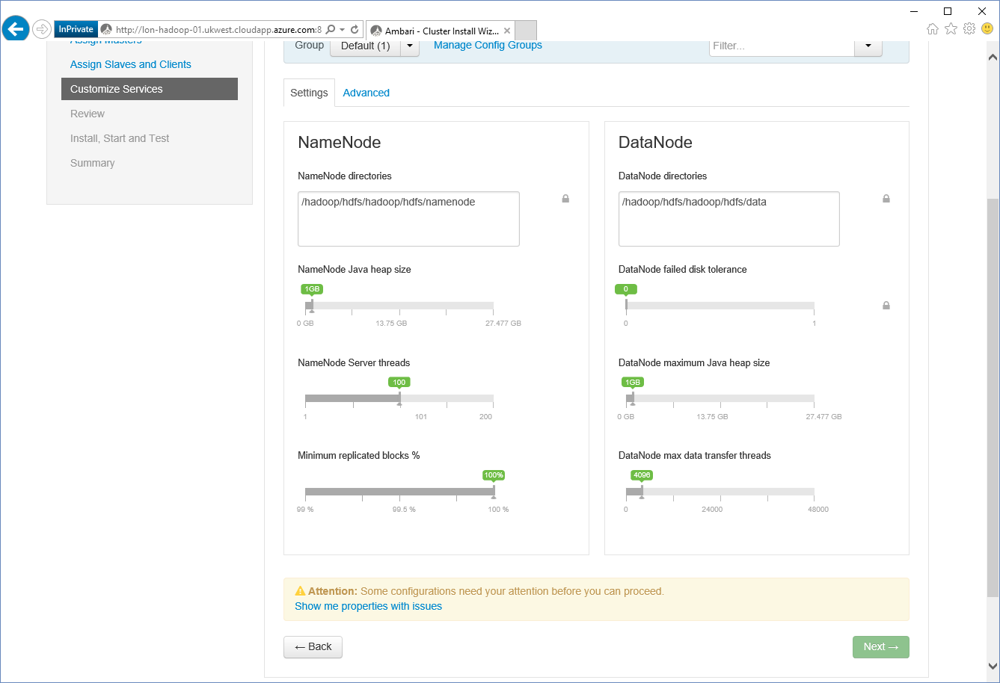 InPrivate
http://lon-hadoop-01.ukwest.cloudapp.azure.com:8
Ambari - Cluster Install Wiz...
Assign Masters
Assign Slaves and Clients
Customize Services
Review
Install, Start and Test
Summary
Group
Default (1)
Manage Config Groups
Filter...
Settings
Advanced
NameNode
NameNode directories
/hadoop/hdfs/hadoop/hdfs/namenode
NameNode Java heap size
1GB
0 GB
13.75 GB
27.477 GB
NameNode Server threads
100
1
101
200
Minimum replicated blocks %
100%
99 %
99.5 %
100 %
DataNode
DataNode directories
/hadoop/hdfs/hadoop/hdfs/data
DataNode failed disk tolerance
0
0
1
DataNode maximum Java heap size
1GB
0 GB
13.75 GB
27.477 GB
DataNode max data transfer threads
4096
0
24000
48000
Attention: Some configurations need your attention before you can proceed.
Show me properties with issues
← Back
Next →